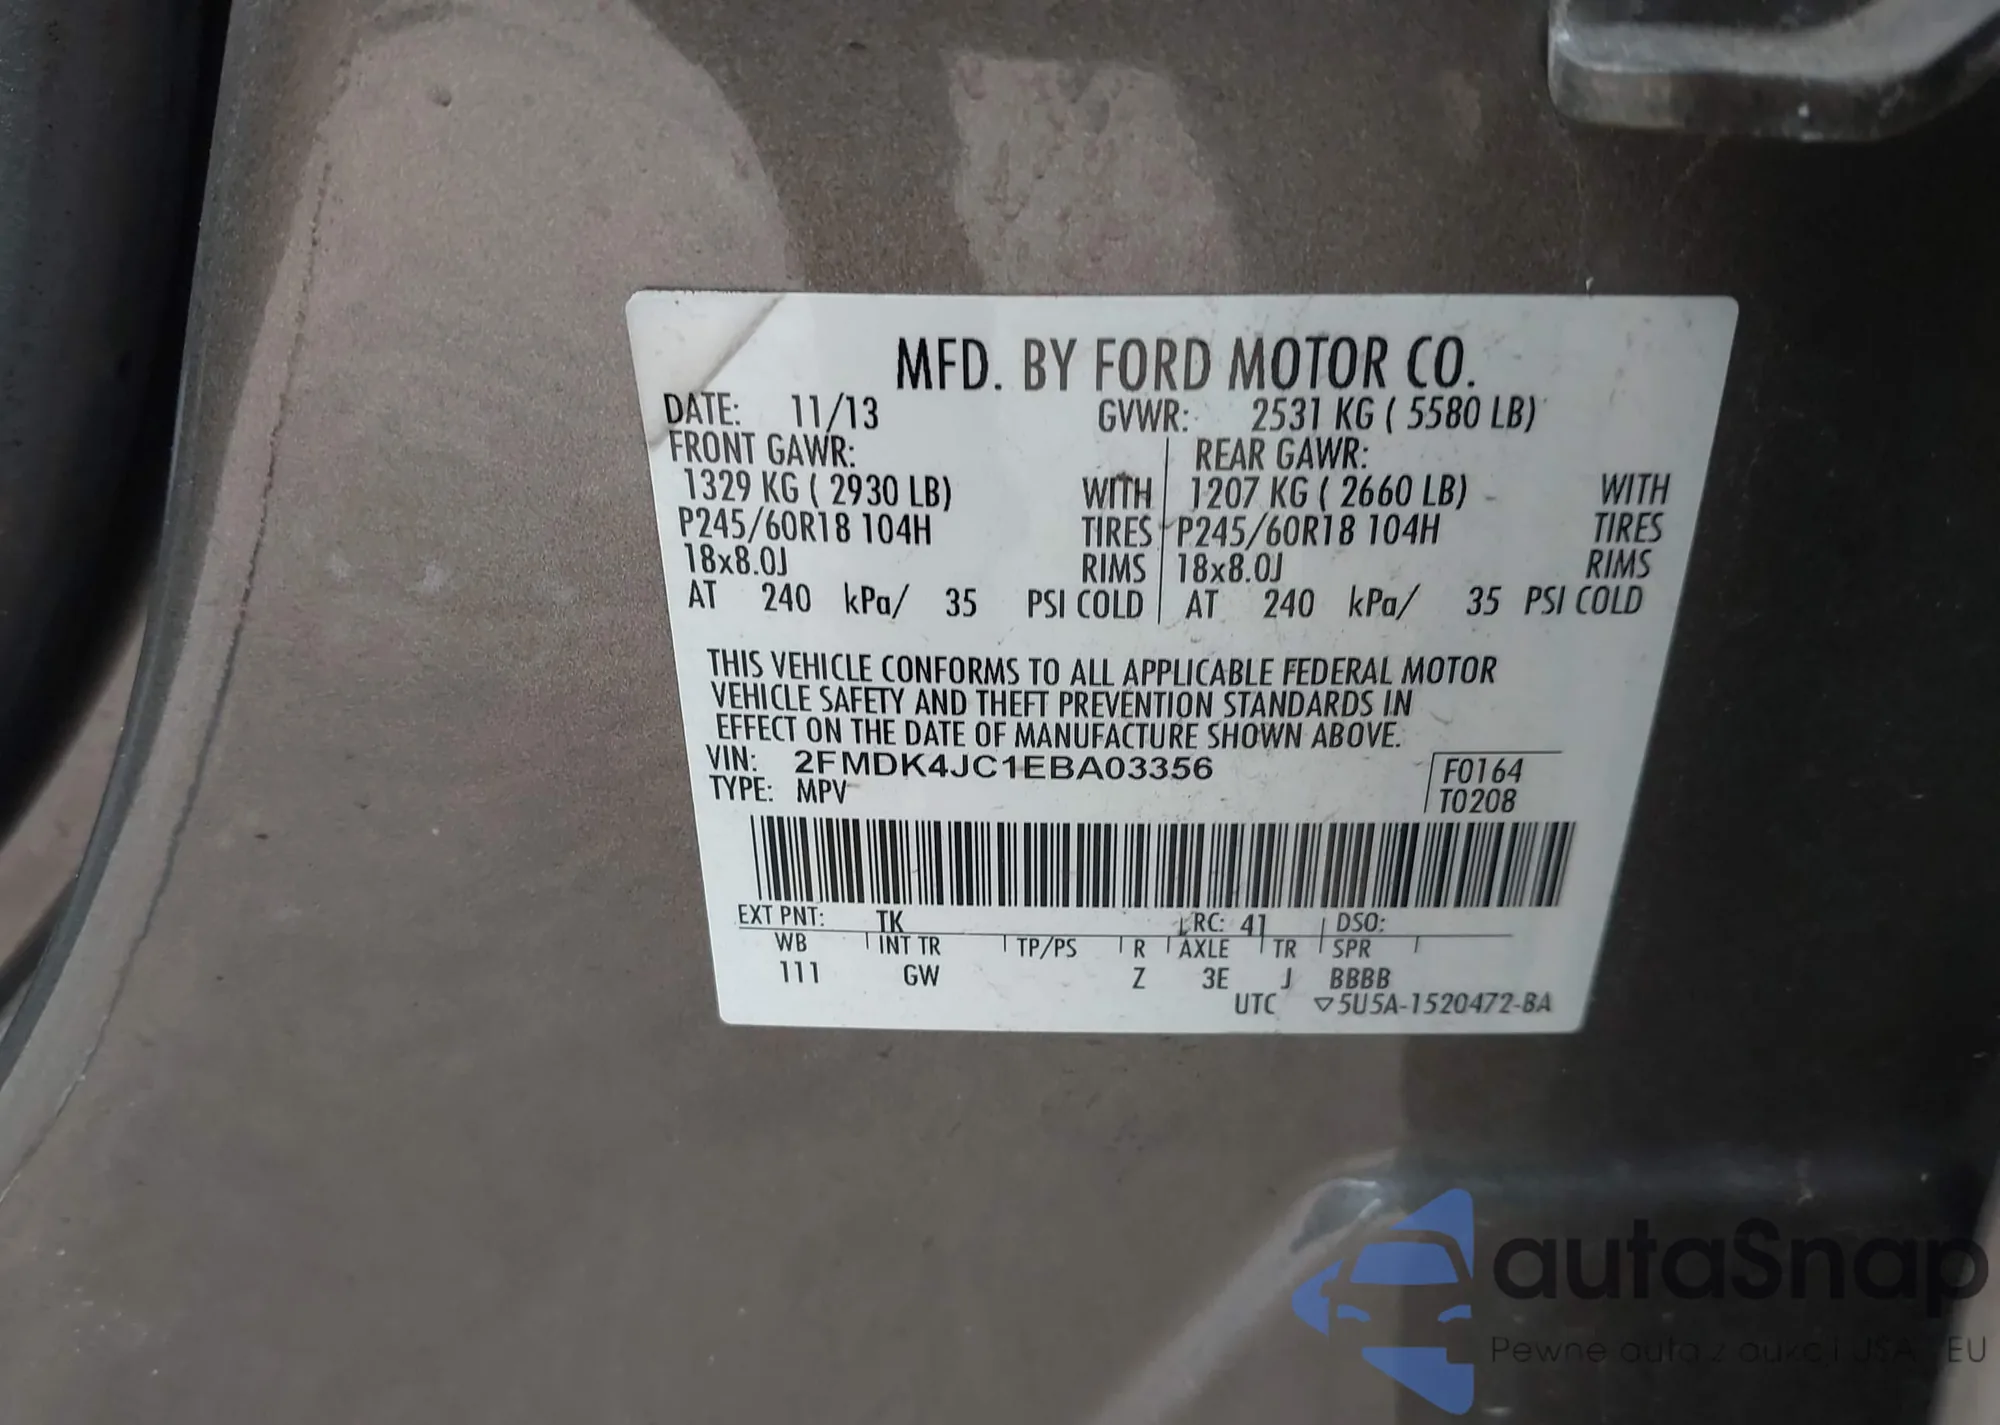 MFD. BY FORD MOTOR CO.
DATE: 11/13 GVWR: 2531 KG ( 5580 LB)
FRONT GAWR: REAR GAWR:
1329 KG ( 2930 LB) WITH 1207 KG ( 2660 LB) WITH
P245/60R18 104H TIRES P245/60R18 104H TIRES
18x8.0J RIMS 18x8.0J RIMS
AT 240 kPa/ 35 PSI COLD AT 240 kPa/ 35 PSI COLD
THIS VEHICLE CONFORMS TO ALL APPLICABLE FEDERAL MOTOR
VEHICLE SAFETY AND THEFT PREVENTION STANDARDS IN
EFFECT ON THE DATE OF MANUFACTURE SHOWN ABOVE.
VIN: 2FMDK4JC1EBA03356
TYPE: MPV
F0164
T0208
EXT PNT: TK RC: 41 DSO:
WB INT TR TP/PS R AXLE TR SPR
111 GW Z 3E J BBBB
UTC ▽5U5A-1520472-BA
autaSnap
Pewne auta z aukcji USA i EU